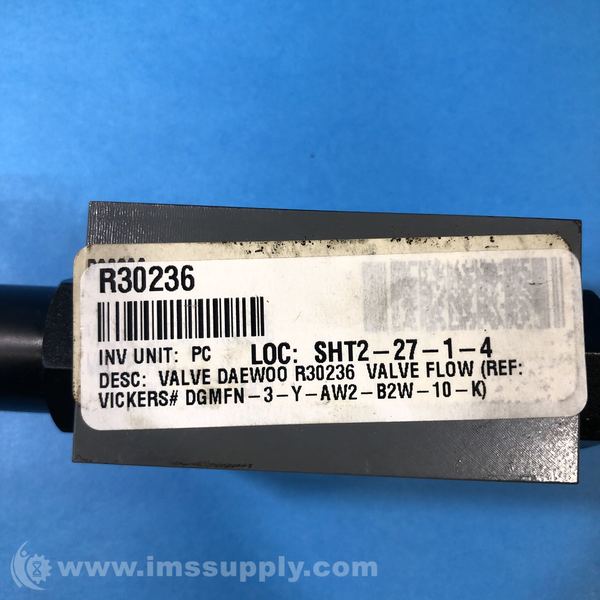 R30236
INV UNIT: PC LOC: SHT2-27-1-4
DESC: VALVE DAEWOO R30236 VALVE FLOW (REF:
VICKERS# DGMFN-3-Y-AW2-B2W-10-K)
www.imssupply.com